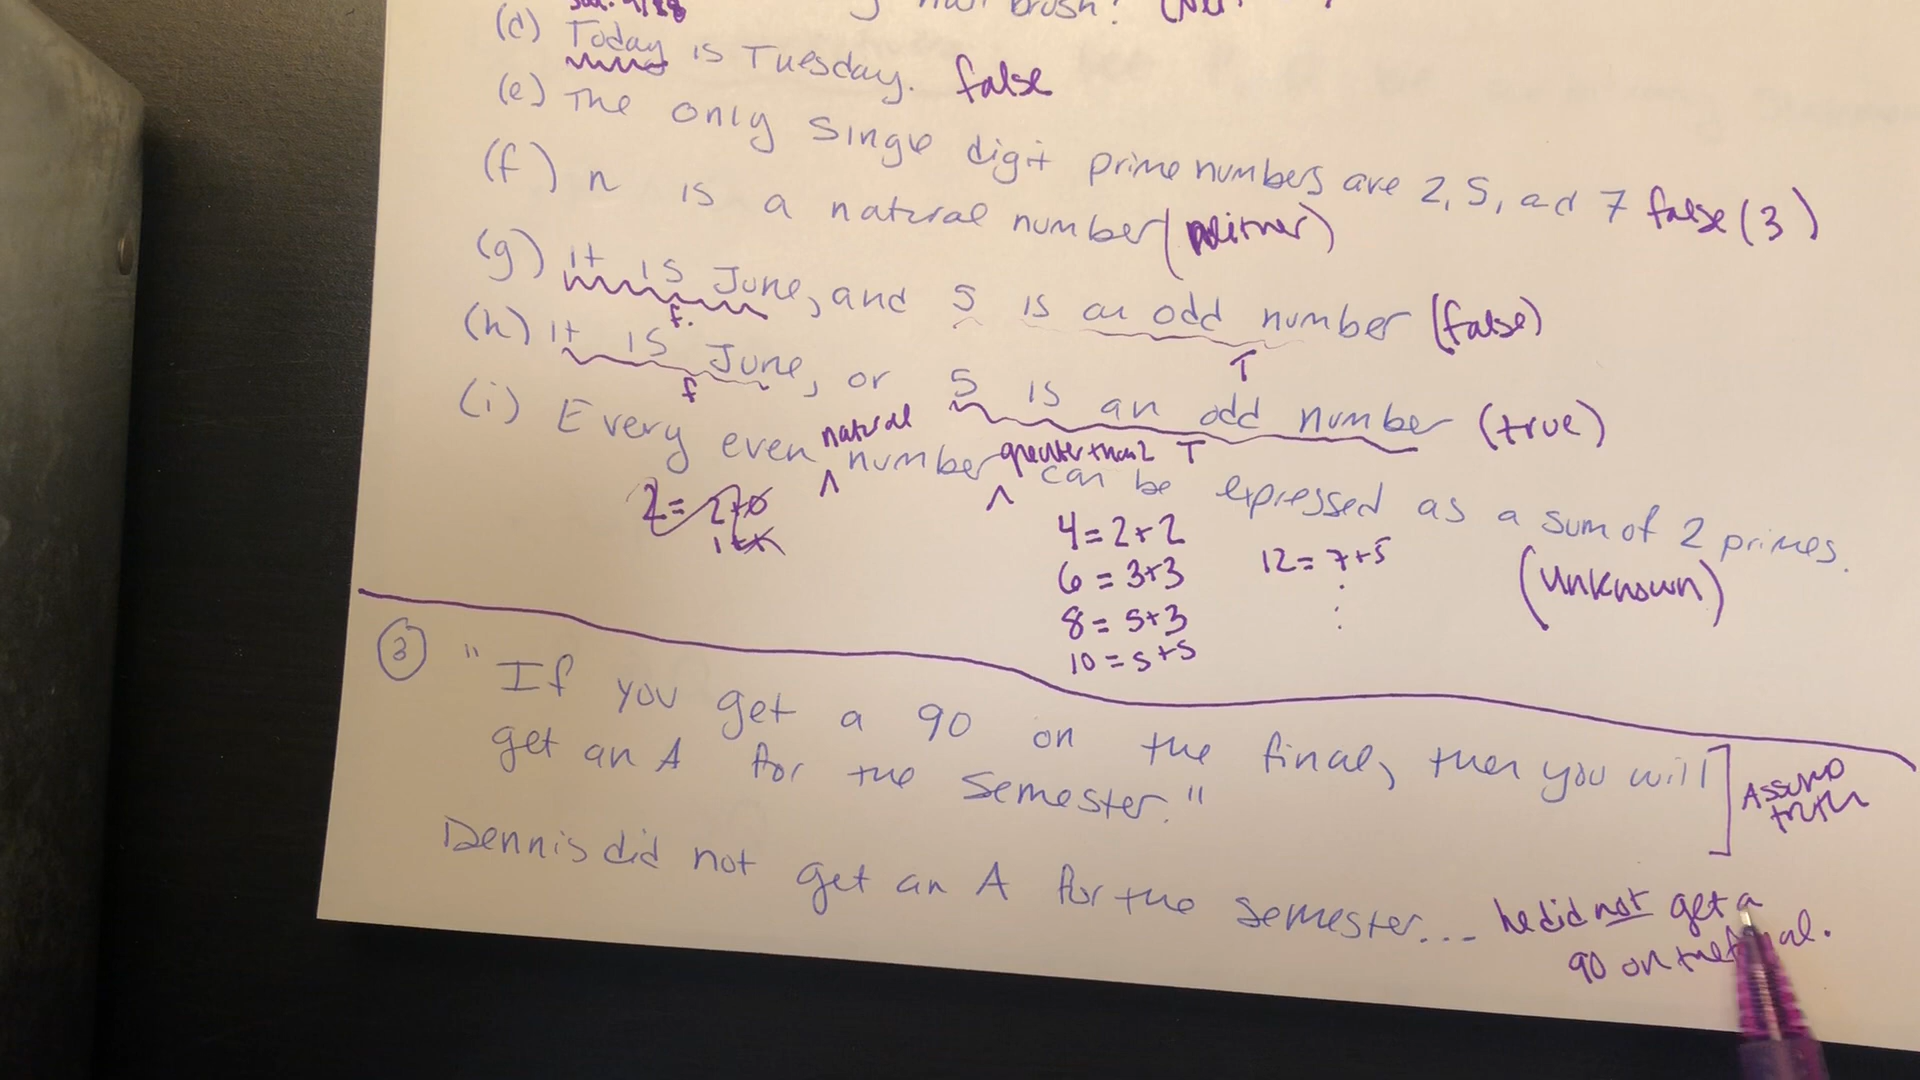 (d) Today is Tuesday. false
(e) The only single digit prime numbers are 2, 5, ad 7 false (3)
(f) n is a natural number (neither)
(g) it is June, and 5 is an odd number (false)
f. T
(h) it is June, or 5 is an odd number (true)
f T
(i) Every even natural number greater than 2 can be expressed as a sum of 2 primes.
(unknown)
2 = 2+0
1+1
4 = 2+2
6 = 3+3
8 = 5+3
10 = 5+5
12 = 7+5
⋮
③ "If you get a 90 on the final, then you will
get an A for the semester."
Assume
truth
Dennis did not get an A for the semester... he did not get a
90 on the